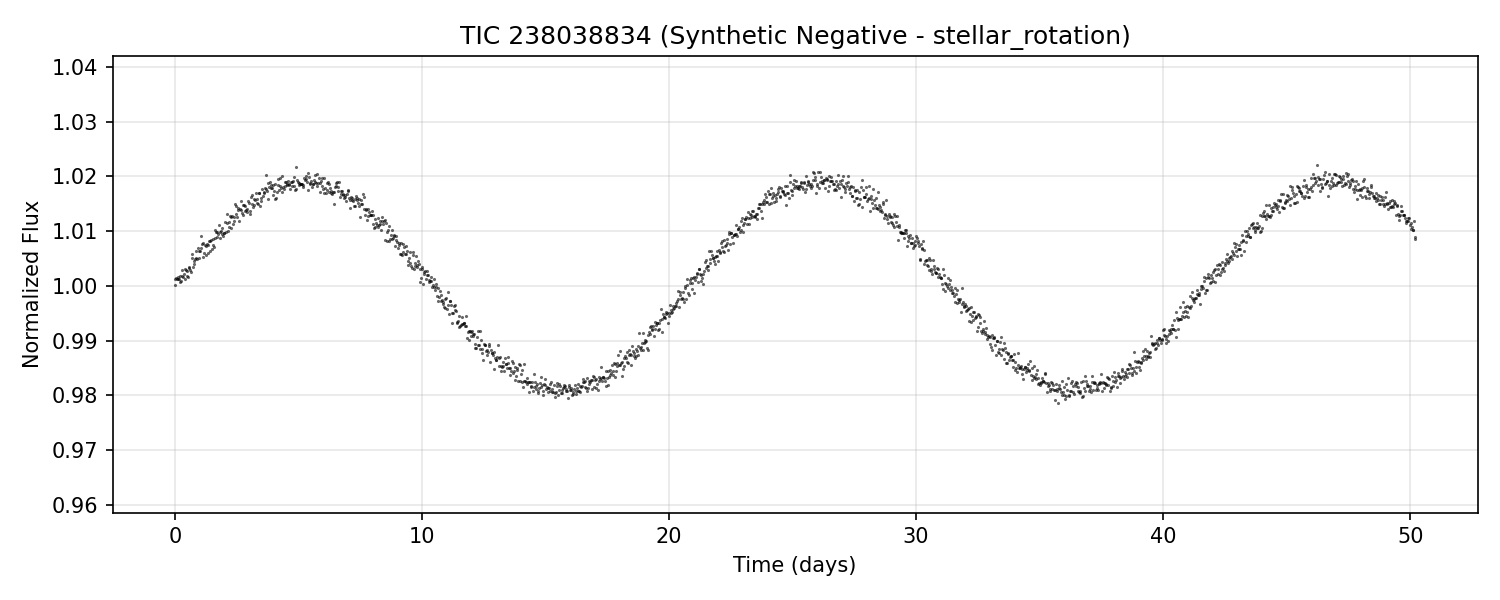 TIC 238038834 (Synthetic Negative - stellar_rotation)
1.04
1.03
1.02
1.01
1.00
0.99
0.98
0.97
0.96
Normalized Flux
0 10 20 30 40 50
Time (days)